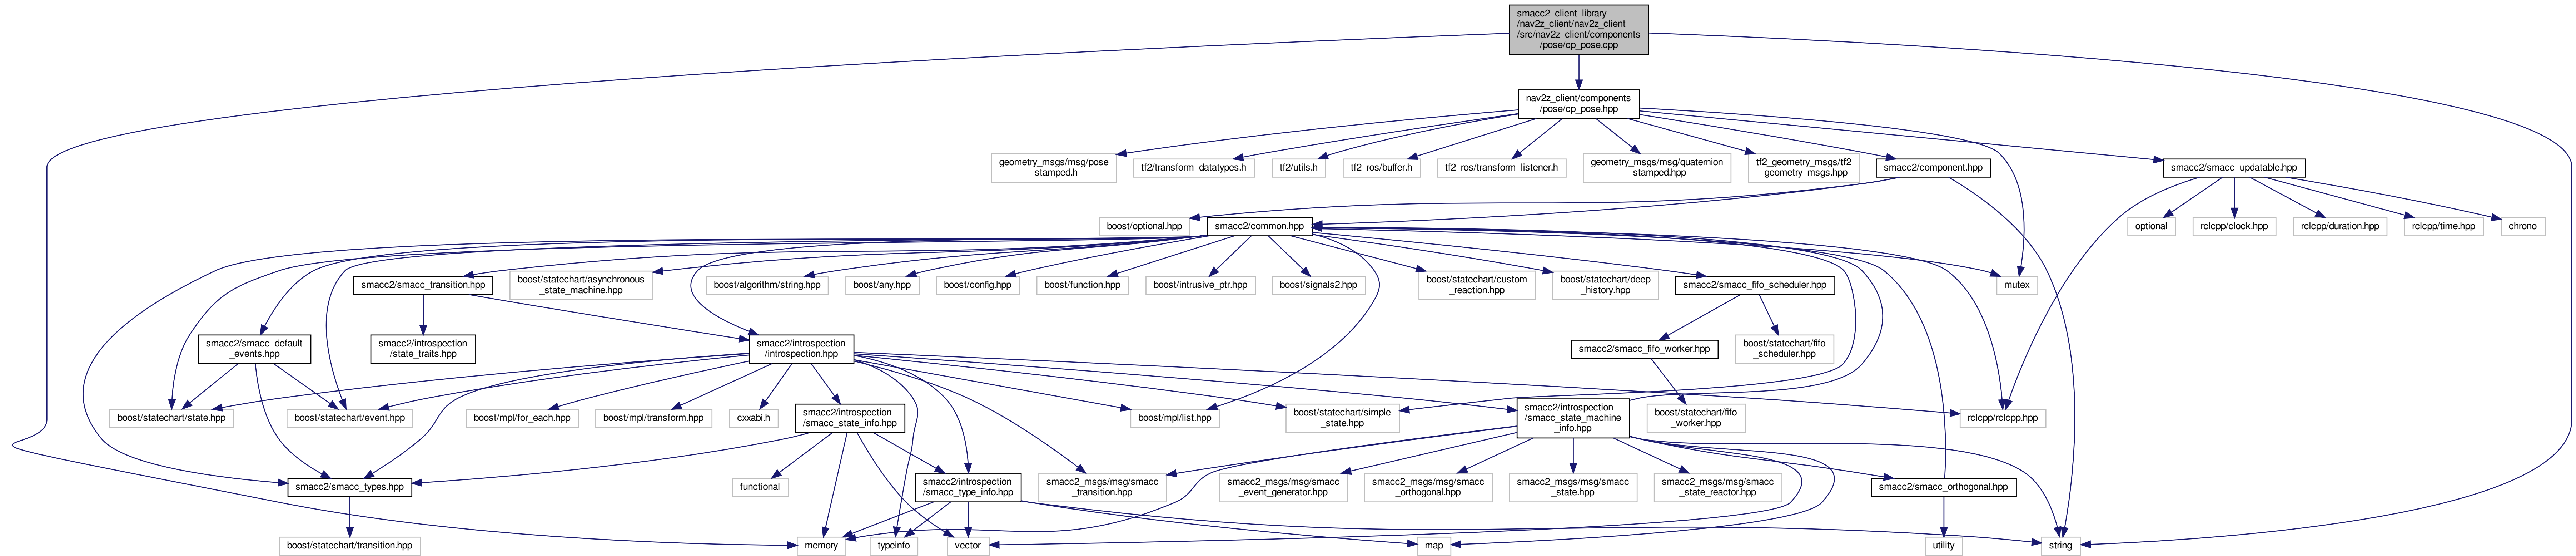 smacc2_client_library
/nav2z_client/nav2z_client
/src/nav2z_client/components
/pose/cp_pose.cpp
nav2z_client/components
/pose/cp_pose.hpp
geometry_msgs/msg/pose
_stamped.h
tf2/transform_datatypes.h
tf2/utils.h
tf2_ros/buffer.h
tf2_ros/transform_listener.h
geometry_msgs/msg/quaternion
_stamped.hpp
tf2_geometry_msgs/tf2
_geometry_msgs.hpp
smacc2/component.hpp
smacc2/smacc_updatable.hpp
boost/optional.hpp
smacc2/common.hpp
optional
rclcpp/clock.hpp
rclcpp/duration.hpp
rclcpp/time.hpp
chrono
smacc2/smacc_transition.hpp
boost/statechart/asynchronous
_state_machine.hpp
boost/algorithm/string.hpp
boost/any.hpp
boost/config.hpp
boost/function.hpp
boost/intrusive_ptr.hpp
boost/signals2.hpp
boost/statechart/custom
_reaction.hpp
boost/statechart/deep
_history.hpp
smacc2/smacc_fifo_scheduler.hpp
mutex
smacc2/smacc_default
_events.hpp
smacc2/introspection
/state_traits.hpp
smacc2/introspection
/introspection.hpp
smacc2/smacc_fifo_worker.hpp
boost/statechart/fifo
_scheduler.hpp
boost/statechart/state.hpp
boost/statechart/event.hpp
boost/mpl/for_each.hpp
boost/mpl/transform.hpp
cxxabi.h
smacc2/introspection
/smacc_state_info.hpp
boost/mpl/list.hpp
boost/statechart/simple
_state.hpp
smacc2/introspection
/smacc_state_machine
_info.hpp
boost/statechart/fifo
_worker.hpp
rclcpp/rclcpp.hpp
smacc2/smacc_types.hpp
functional
smacc2/introspection
/smacc_type_info.hpp
smacc2_msgs/msg/smacc
_transition.hpp
smacc2_msgs/msg/smacc
_event_generator.hpp
smacc2_msgs/msg/smacc
_orthogonal.hpp
smacc2_msgs/msg/smacc
_state.hpp
smacc2_msgs/msg/smacc
_state_reactor.hpp
smacc2/smacc_orthogonal.hpp
boost/statechart/transition.hpp
memory
typeinfo
vector
map
utility
string